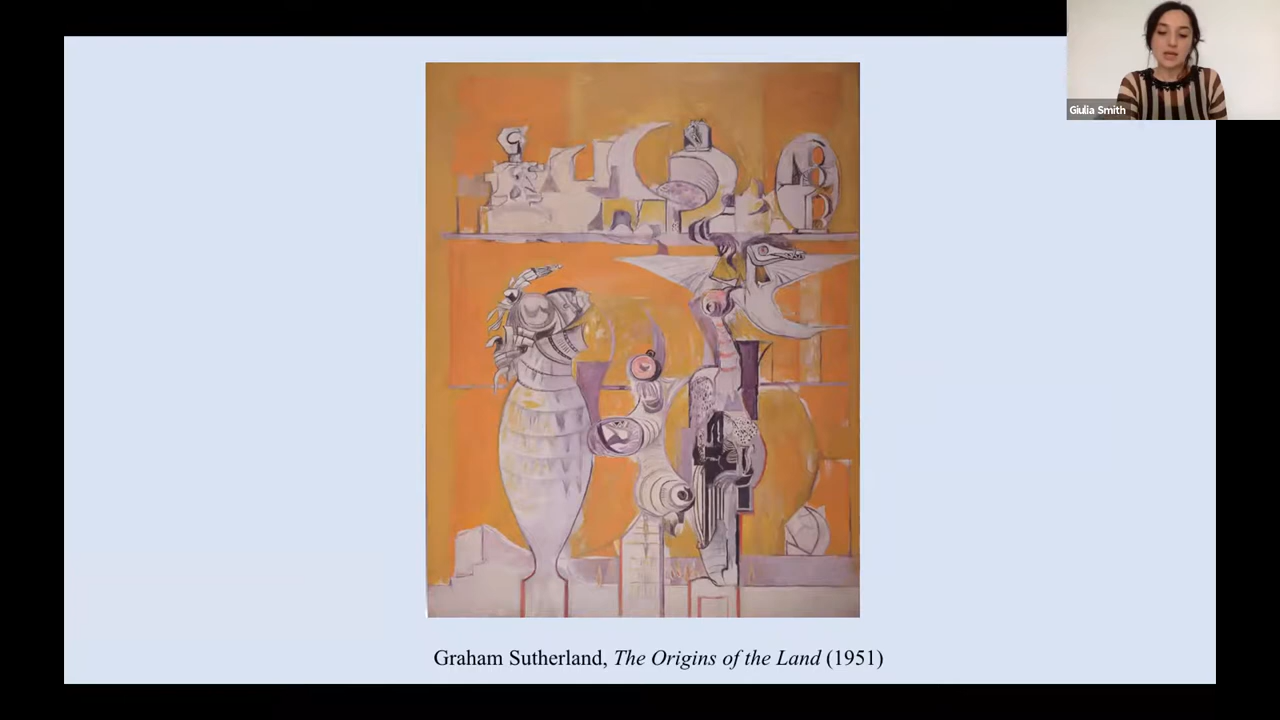 Giulia Smith
Graham Sutherland, The Origins of the Land (1951)